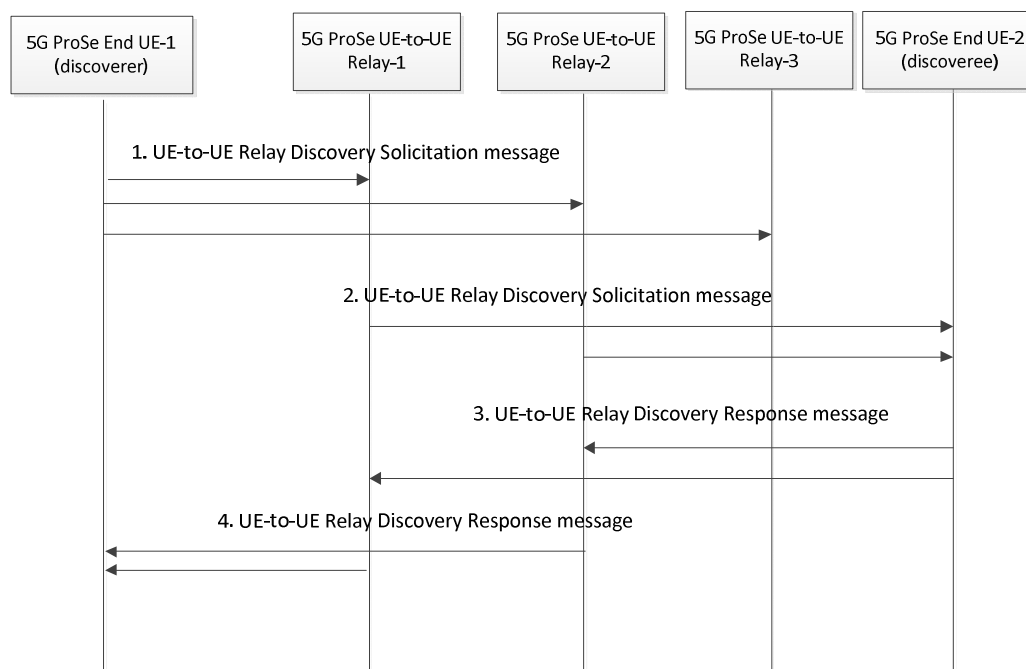 5G ProSe End UE-1
(discoverer)
5G ProSe UE-to-UE
Relay-1
5G ProSe UE-to-UE
Relay-2
5G ProSe UE-to-UE
Relay-3
5G ProSe End UE-2
(discoveree)
1. UE-to-UE Relay Discovery Solicitation message
2. UE-to-UE Relay Discovery Solicitation message
3. UE-to-UE Relay Discovery Response message
4. UE-to-UE Relay Discovery Response message